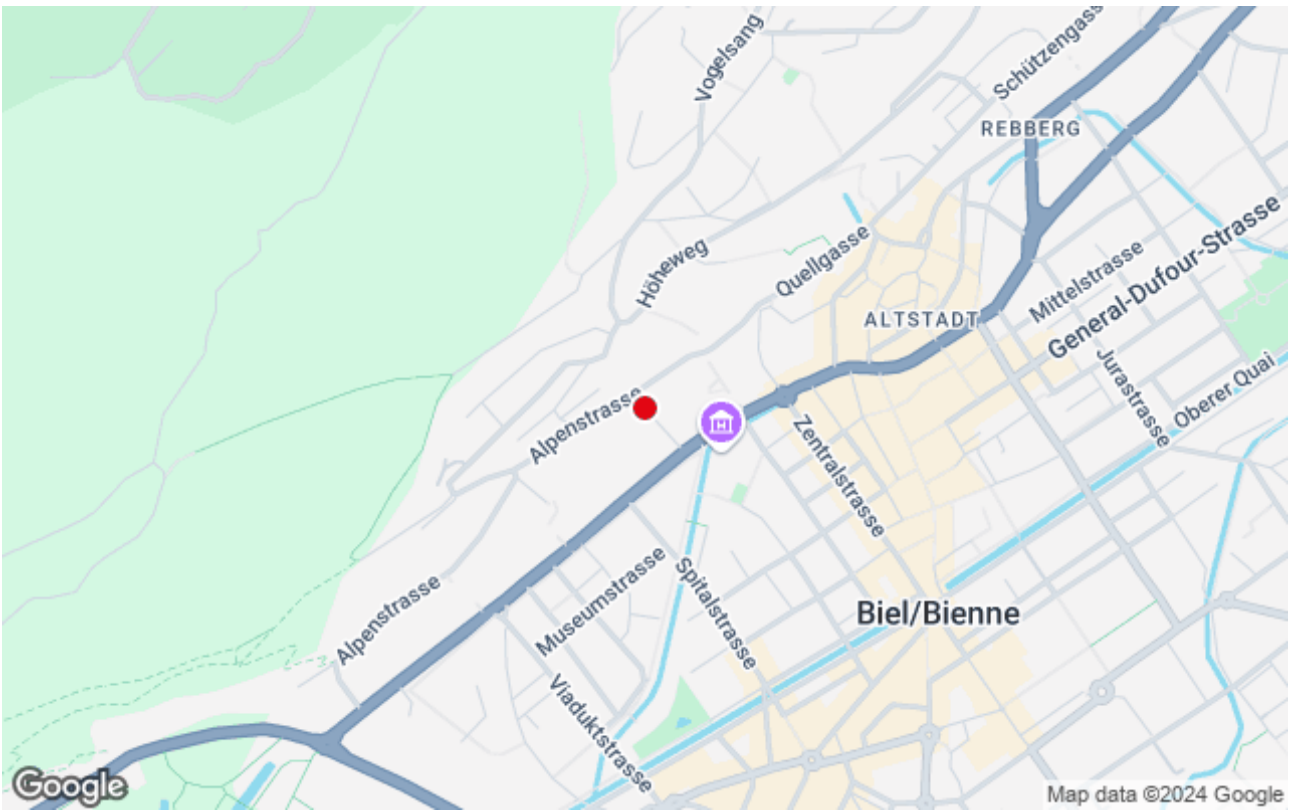 Vogelsang
Schützengass
REBBERG
Höheweg
Quellgasse
Mittelstrasse
General-Dufour-Strasse
ALTSTADT
Jurastrasse
Oberer Quai
Alpenstrasse
H
Zentralstrasse
Museumstrasse
Spitalstrasse
Biel/Bienne
Alpenstrasse
Viaduktstrasse
Google
Map data ©2024 Google